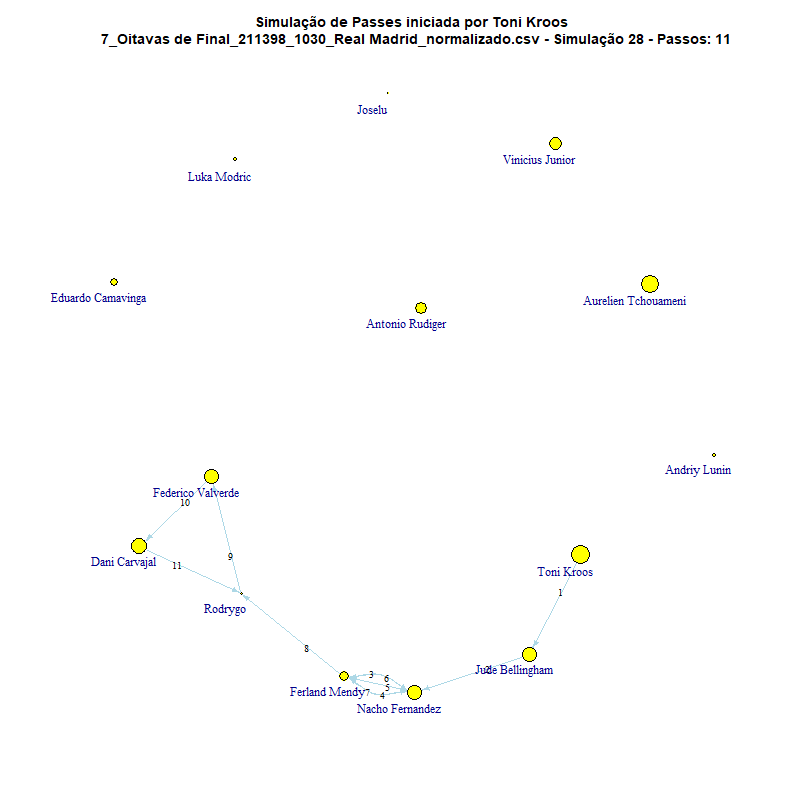 Simulação de Passes iniciada por Toni Kroos
7_Oitavas de Final_211398_1030_Real Madrid_normalizado.csv - Simulação 28 - Passos: 11
Joselu
Vinicius Junior
Luka Modric
Eduardo Camavinga
Aurelien Tchouameni
Antonio Rudiger
Andriy Lunin
Federico Valverde
10
9
Dani Carvajal
11
Toni Kroos
1
Rodrygo
8
2
Jude Bellingham
3
6
5
7
4
Ferland Mendy
Nacho Fernandez